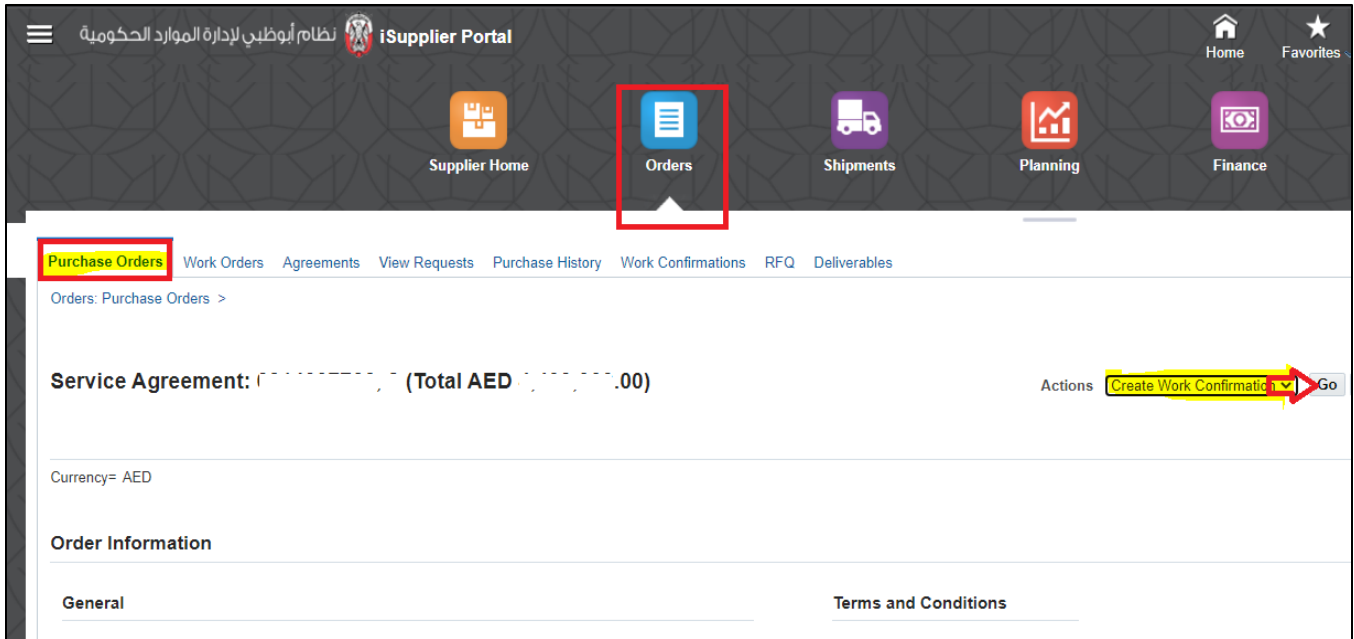 نظام أبوظبي لإدارة الموارد الحكومية iSupplier Portal
Home Favorites
Supplier Home Orders Shipments Planning Finance
Purchase Orders Work Orders Agreements View Requests Purchase History Work Confirmations RFQ Deliverables
Orders: Purchase Orders >
Service Agreement: (Total AED .00)
Actions Create Work Confirmation Go
Currency= AED
Order Information
General Terms and Conditions